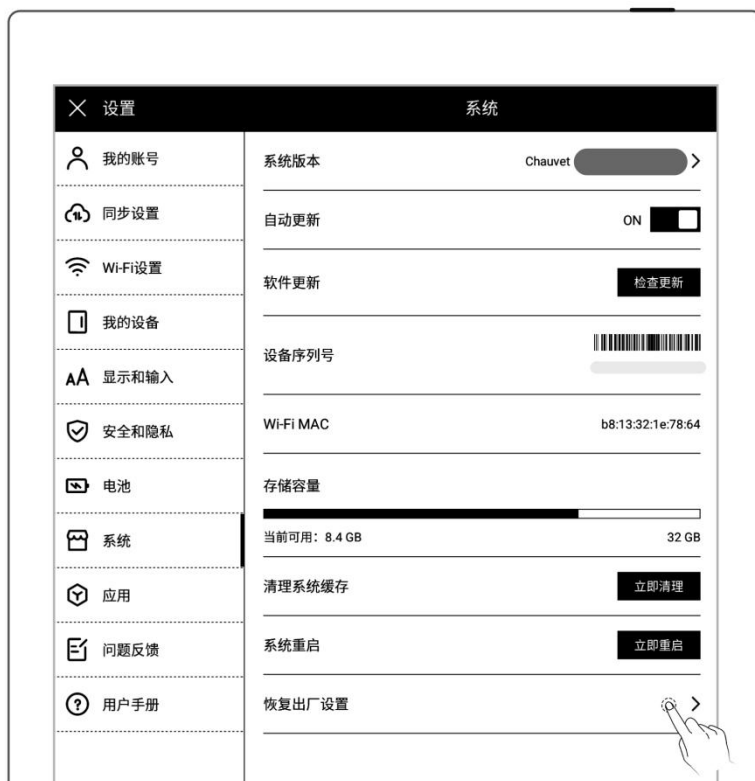 设置
系统
我的账号
同步设置
Wi-Fi设置
我的设备
显示和输入
安全和隐私
电池
系统
应用
问题反馈
用户手册
系统版本 Chauvet
自动更新 ON
软件更新 检查更新
设备序列号
Wi-Fi MAC b8:13:32:1e:78:64
存储容量
当前可用：8.4 GB 32 GB
清理系统缓存 立即清理
系统重启 立即重启
恢复出厂设置